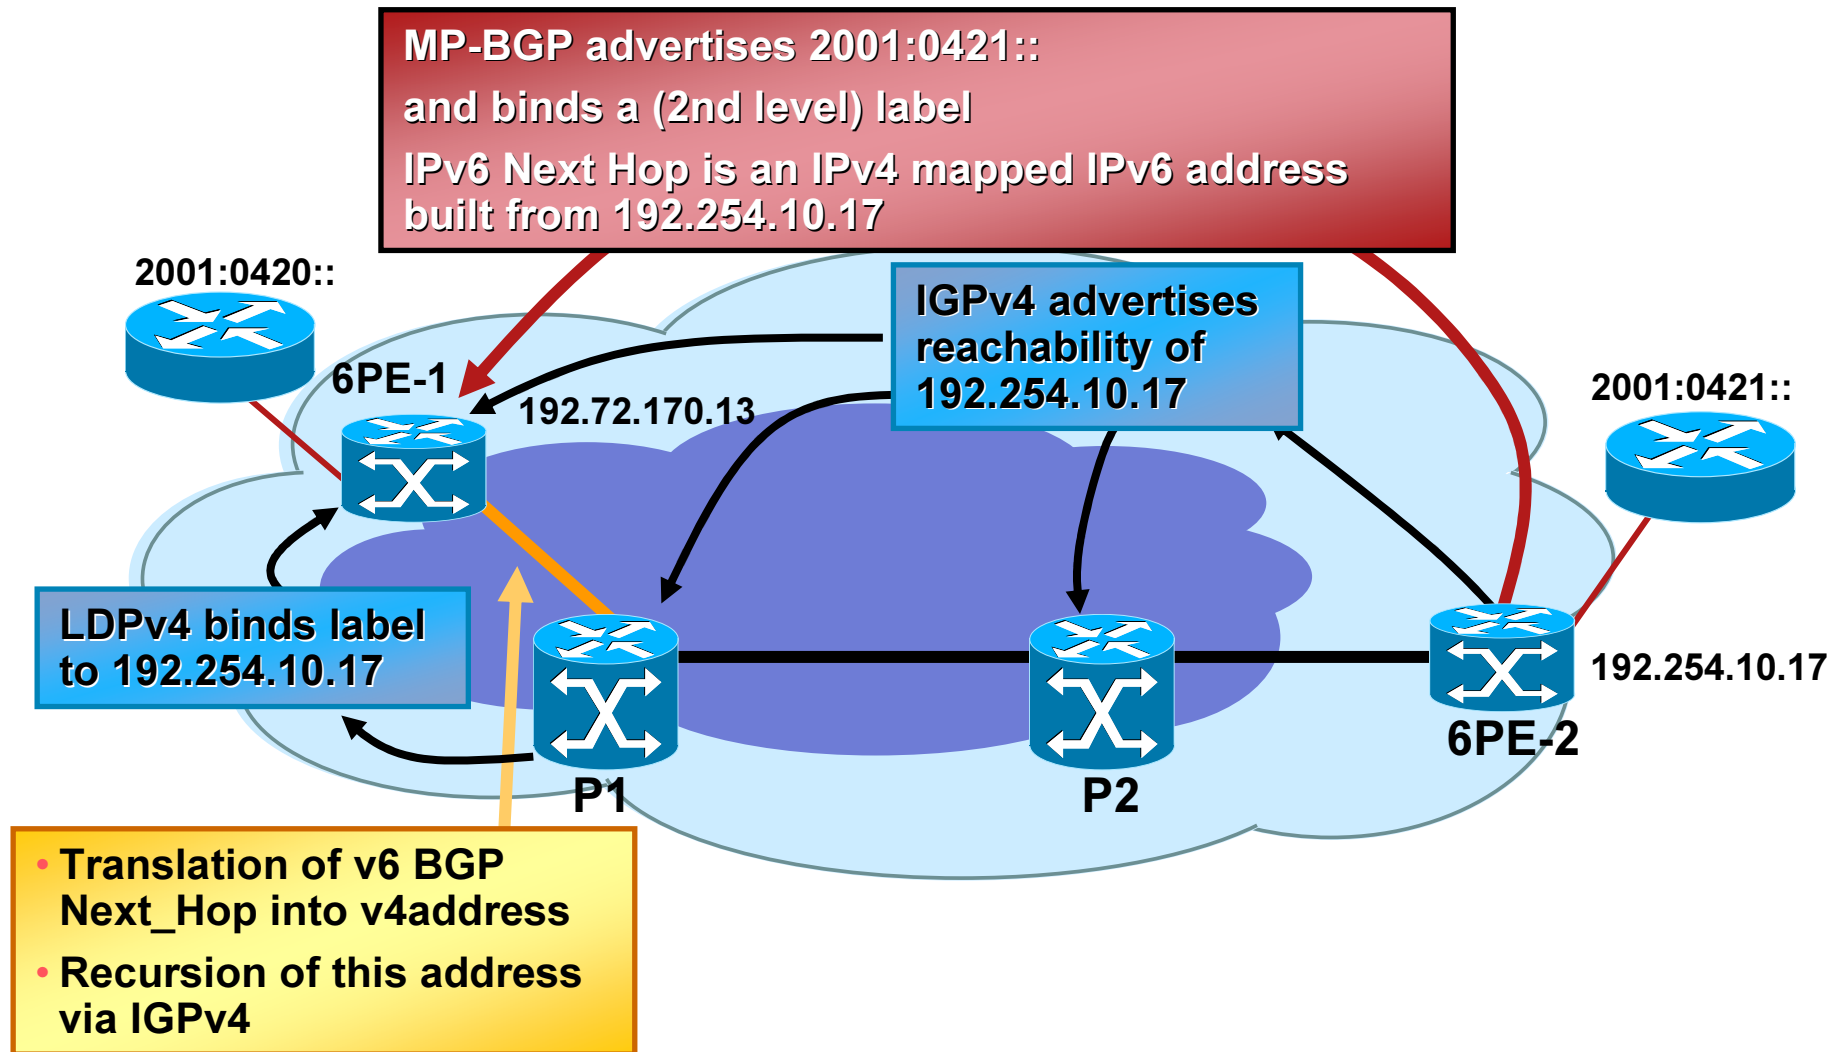 MP-BGP advertises 2001:0421::
and binds a (2nd level) label
IPv6 Next Hop is an IPv4 mapped IPv6 address
built from 192.254.10.17
2001:0420::
IGPv4 advertises
reachability of
192.254.10.17
6PE-1
192.72.170.13
2001:0421::
LDPv4 binds label
to 192.254.10.17
192.254.10.17
6PE-2
P1
P2
• Translation of v6 BGP
Next_Hop into v4address
• Recursion of this address
via IGPv4